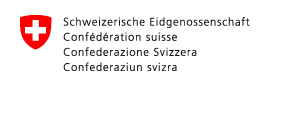 Schweizerische Eidgenossenschaft
Confédération suisse
Confederazione Svizzera
Confederaziun svizra